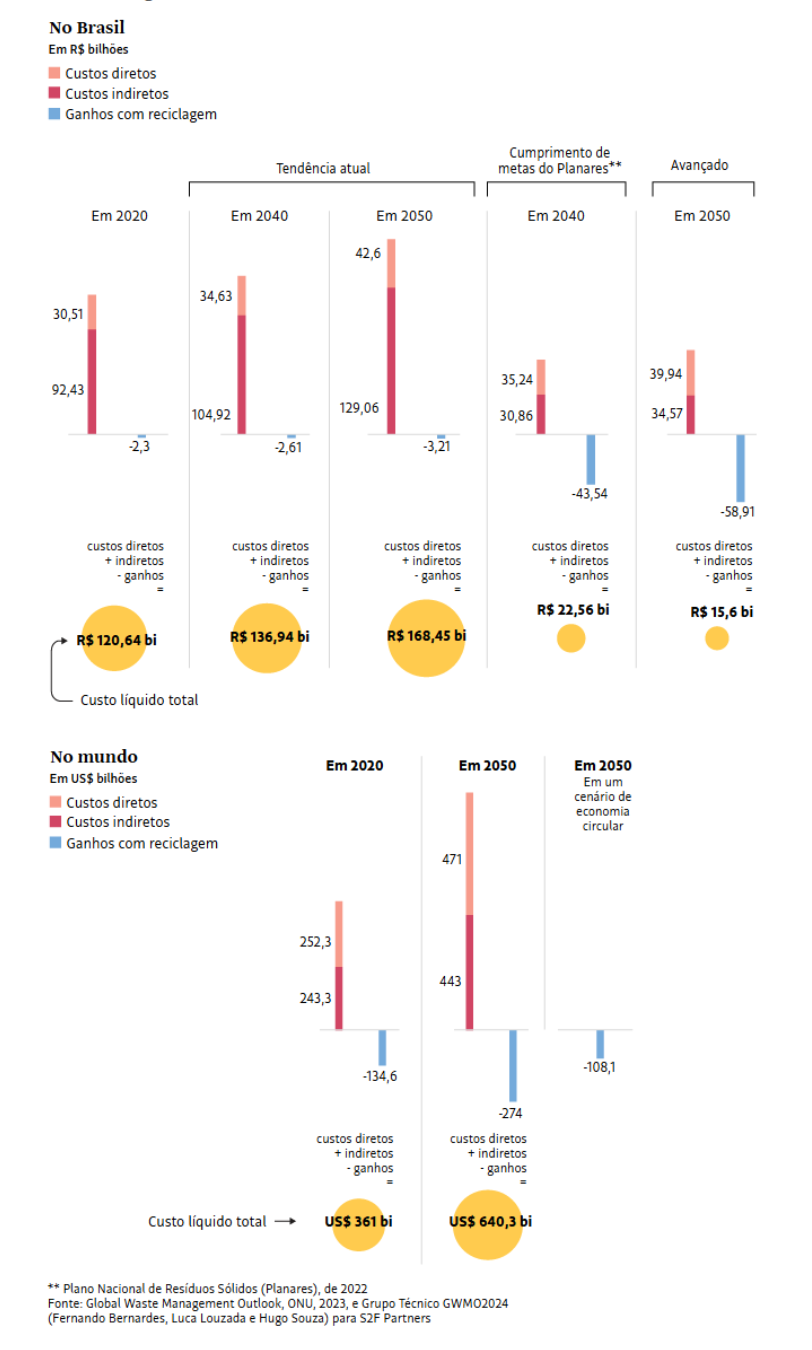 No Brasil
Em R$ bilhões
Custos diretos
Custos indiretos
Ganhos com reciclagem
Tendência atual
Cumprimento de
metas do Planares**
Avançado
Em 2020
Em 2040
Em 2050
Em 2040
Em 2050
30,51
92,43
-2,3
34,63
104,92
-2,61
42,6
129,06
-3,21
35,24
30,86
-43,54
39,94
34,57
-58,91
custos diretos
+ indiretos
- ganhos
=
R$ 120,64 bi
custos diretos
+ indiretos
- ganhos
=
R$ 136,94 bi
custos diretos
+ indiretos
- ganhos
=
R$ 168,45 bi
custos diretos
+ indiretos
- ganhos
=
R$ 22,56 bi
custos diretos
+ indiretos
- ganhos
=
R$ 15,6 bi
Custo líquido total
No mundo
Em US$ bilhões
Custos diretos
Custos indiretos
Ganhos com reciclagem
Em 2020
252,3
243,3
-134,6
custos diretos
+ indiretos
- ganhos
=
Em 2050
471
443
-274
custos diretos
+ indiretos
- ganhos
=
Em 2050
Em um
cenário de
economia
circular
-108,1
Custo líquido total
US$ 361 bi
US$ 640,3 bi
** Plano Nacional de Resíduos Sólidos (Planares), de 2022
Fonte: Global Waste Management Outlook, ONU, 2023, e Grupo Técnico GWMO2024
(Fernando Bernardes, Luca Louzada e Hugo Souza) para S2F Partners